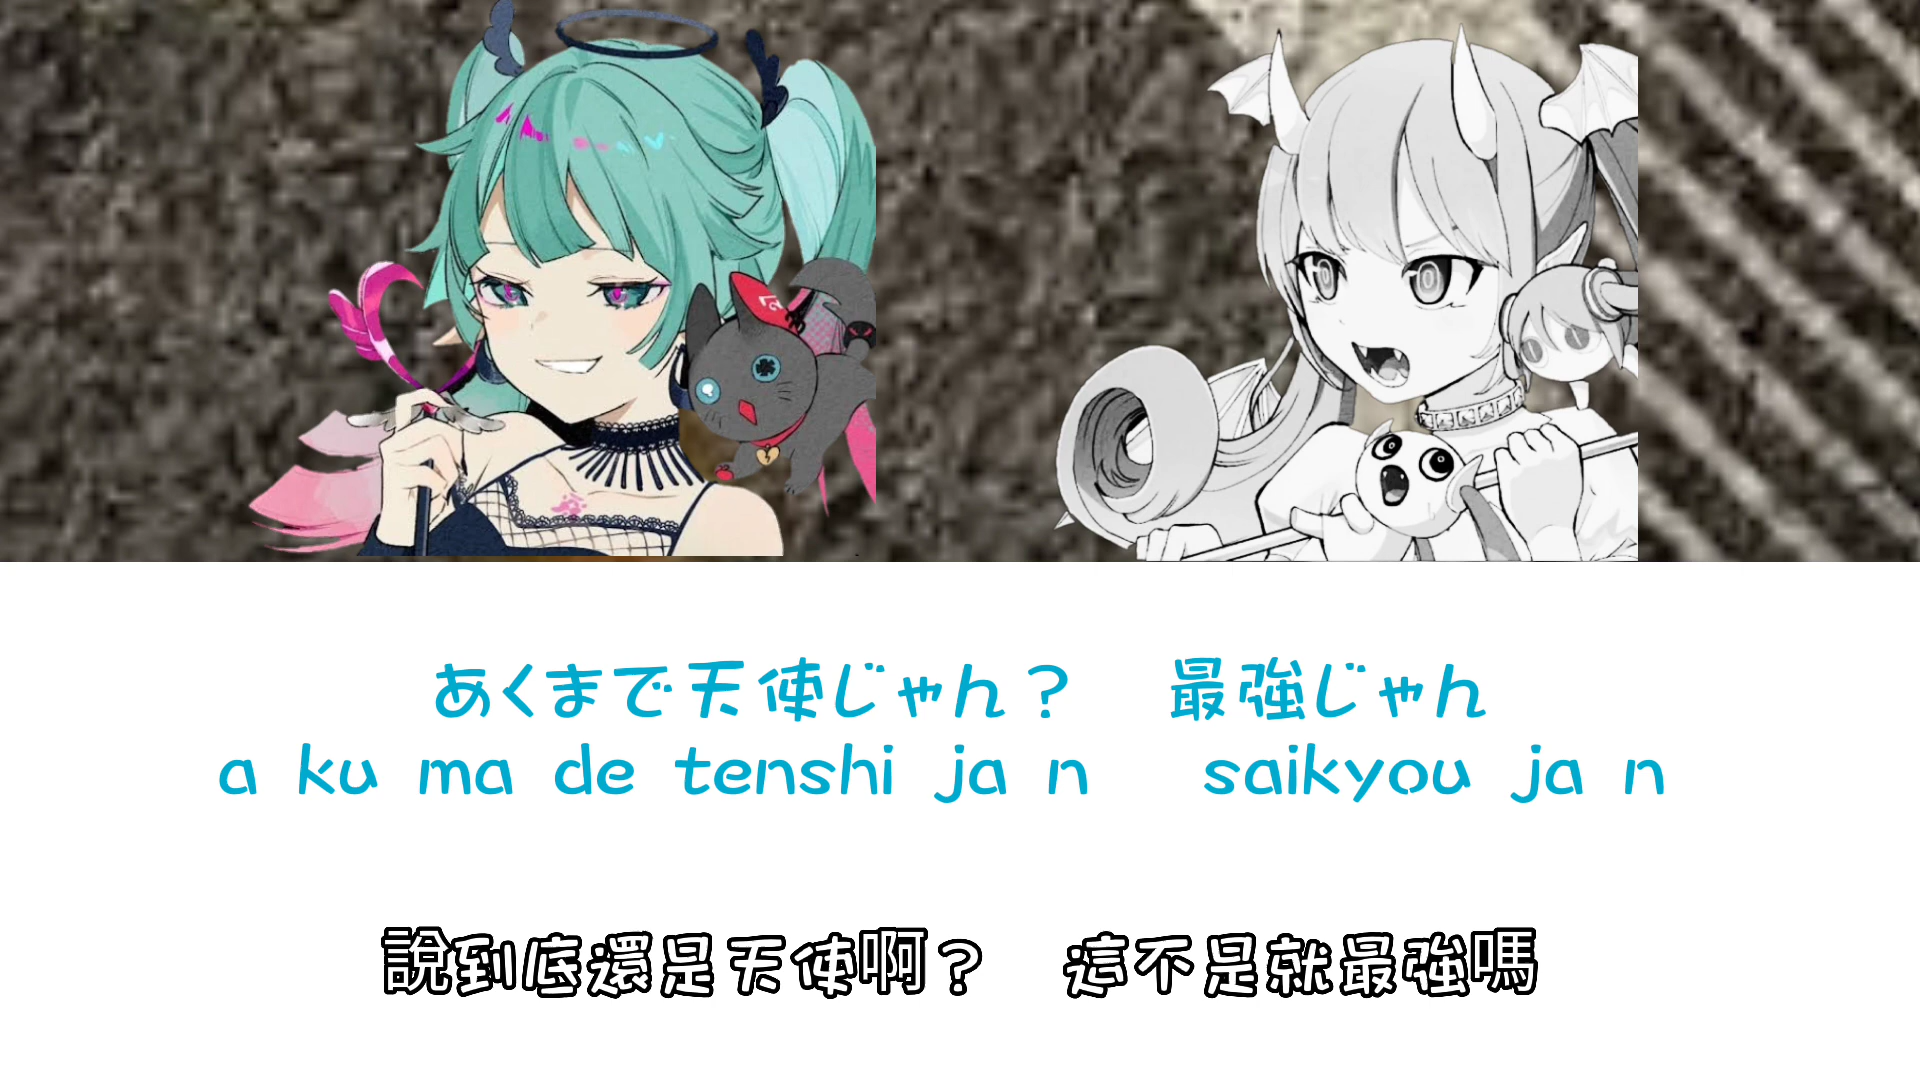 あくまで天使じゃん？　最強じゃん
a ku ma de tenshi ja n　saikyou ja n
說到底還是天使啊？　這不是就最強嗎